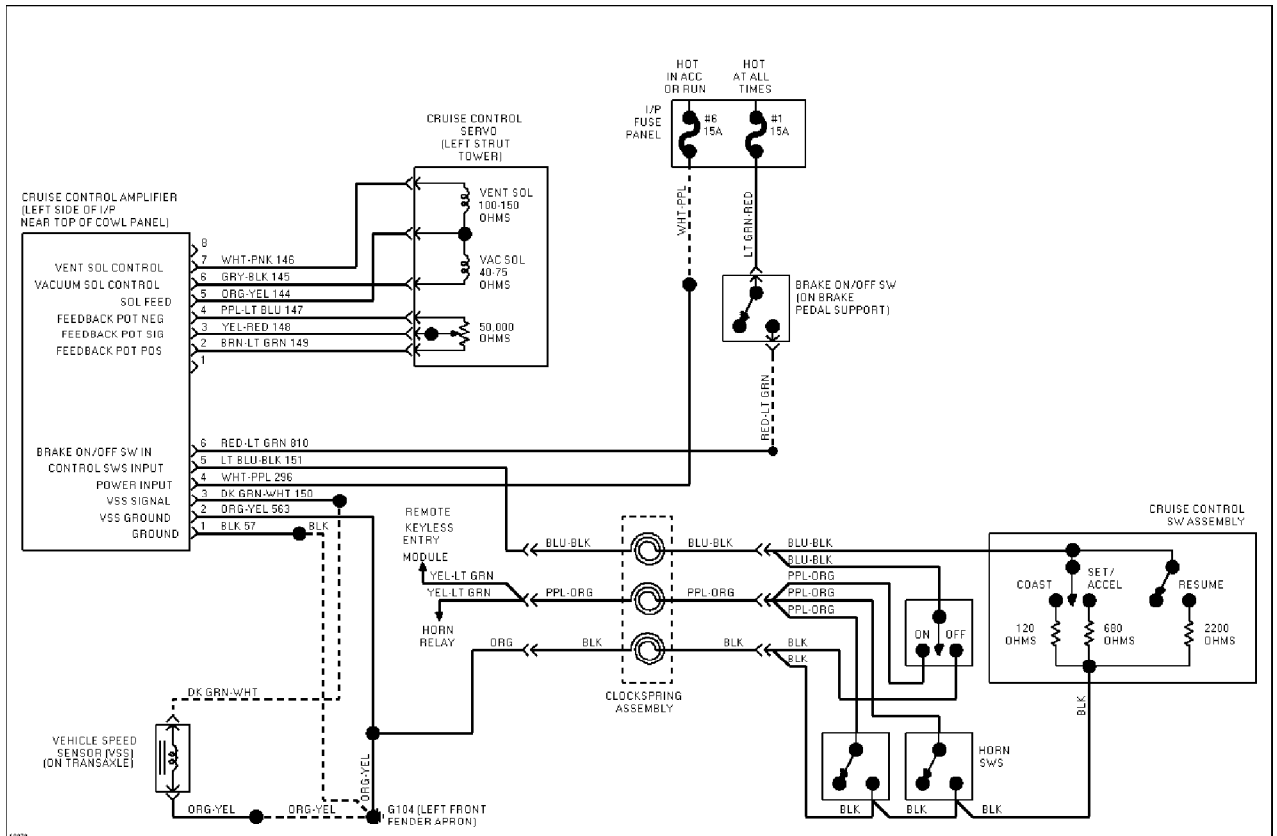 HOT
IN ACC
OR RUN
HOT
AT ALL
TIMES
I/P
FUSE
PANEL
#6
15A
#1
15A
CRUISE CONTROL
SERVO
(LEFT STRUT
TOWER)
VENT SOL
100-150
OHMS
VAC SOL
40-75
OHMS
50,000
OHMS
WHT-PPL
LT GRN-RED
BRAKE ON/OFF SW
(ON BRAKE
PEDAL SUPPORT)
RED-LT GRN
CRUISE CONTROL AMPLIFIER
(LEFT SIDE OF I/P
NEAR TOP OF COWL PANEL)
8
VENT SOL CONTROL 7 WHT-PNK 146
VACUUM SOL CONTROL 6 GRY-BLK 145
SOL FEED 5 ORG-YEL 144
FEEDBACK POT NEG 4 PPL-LT BLU 147
FEEDBACK POT SIG 3 YEL-RED 148
FEEDBACK POT POS 2 BRN-LT GRN 149
1
BRAKE ON/OFF SW IN 6 RED-LT GRN 810
CONTROL SWS INPUT 5 LT BLU-BLK 151
POWER INPUT 4 WHT-PPL 296
VSS SIGNAL 3 DK GRN-WHT 150
VSS GROUND 2 ORG-YEL 563
GROUND 1 BLK 57 BLK
REMOTE
KEYLESS
ENTRY
MODULE
YEL-LT GRN
YEL-LT GRN
HORN
RELAY
BLU-BLK
BLU-BLK
BLU-BLK
BLU-BLK
PPL-ORG
PPL-ORG
PPL-ORG
PPL-ORG
PPL-ORG
ORG
BLK
BLK
BLK
BLK
CLOCKSPRING
ASSEMBLY
ON OFF
CRUISE CONTROL
SW ASSEMBLY
COAST
SET/
ACCEL
RESUME
120
OHMS
680
OHMS
2200
OHMS
BLK
HORN
SWS
BLK
BLK
BLK
DK GRN-WHT
VEHICLE SPEED
SENSOR (VSS)
(ON TRANSAXLE)
ORG-YEL
ORG-YEL
ORG-YEL
G104 (LEFT FRONT
FENDER APRON)